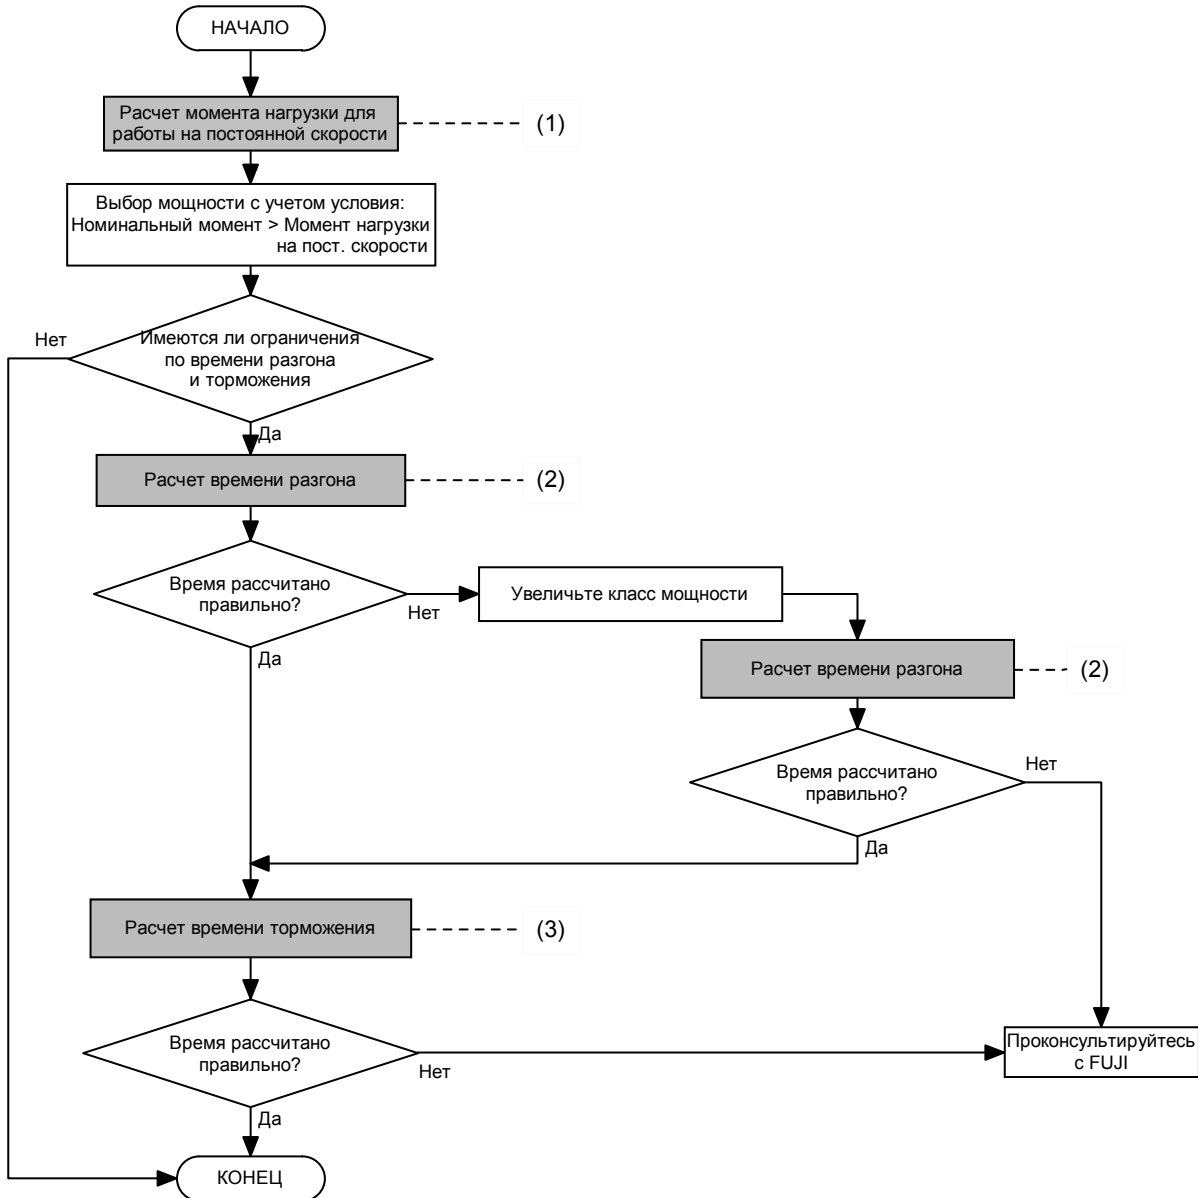 НАЧАЛО
Расчет момента нагрузки для
работы на постоянной скорости
(1)
Выбор мощности с учетом условия:
Номинальный момент > Момент нагрузки
на пост. скорости
Нет
Имеются ли ограничения
по времени разгона
и торможения
Да
Расчет времени разгона
(2)
Время рассчитано
правильно?
Нет
Увеличьте класс мощности
Да
Расчет времени разгона
(2)
Время рассчитано
правильно?
Нет
Да
Расчет времени торможения
(3)
Время рассчитано
правильно?
Нет
Проконсультируйтесь
с FUJI
Да
КОНЕЦ